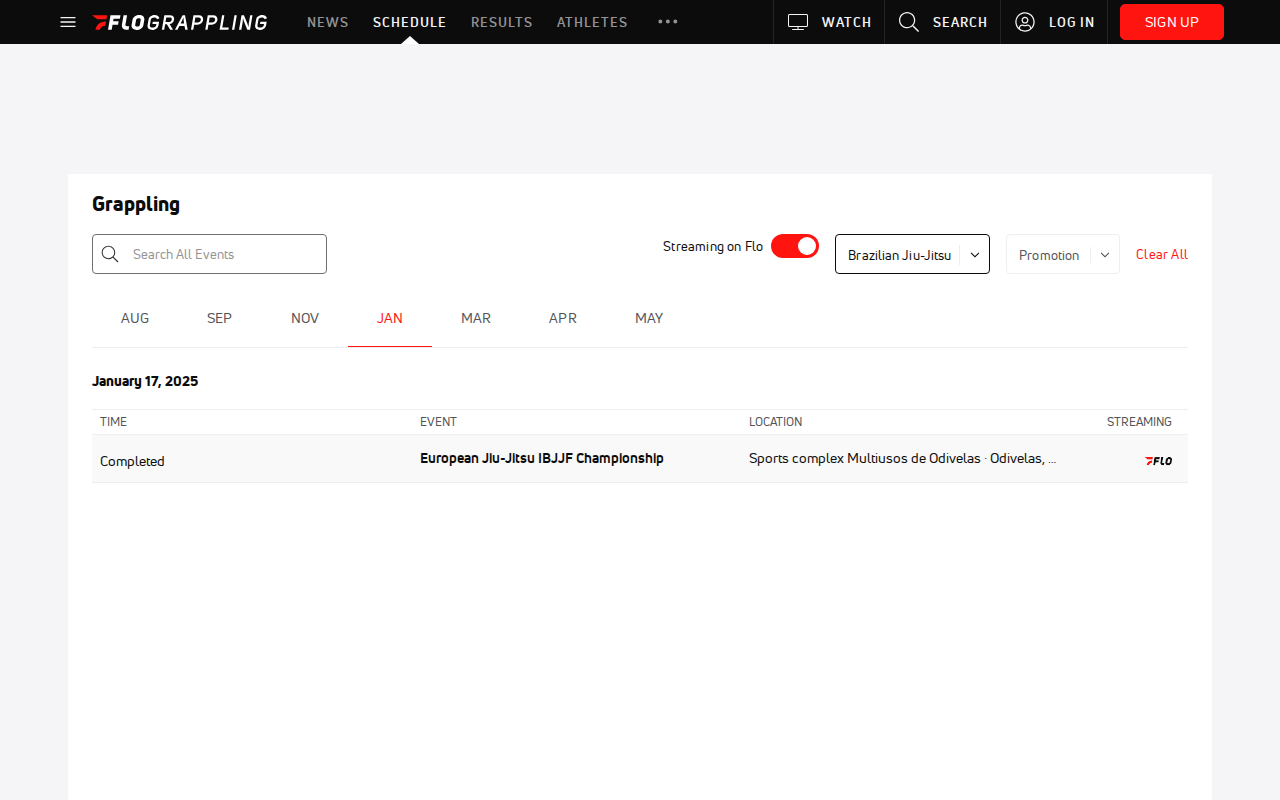 FLOGRAPPLING NEWS SCHEDULE RESULTS ATHLETES WATCH SEARCH LOG IN SIGN UP
Grappling
Search All Events Streaming on Flo Brazilian Jiu-Jitsu Promotion Clear All
AUG SEP NOV JAN MAR APR MAY
January 17, 2025
TIME EVENT LOCATION STREAMING
Completed European Jiu-Jitsu IBJJF Championship Sports complex Multiusos de Odivelas · Odivelas, ... FLO